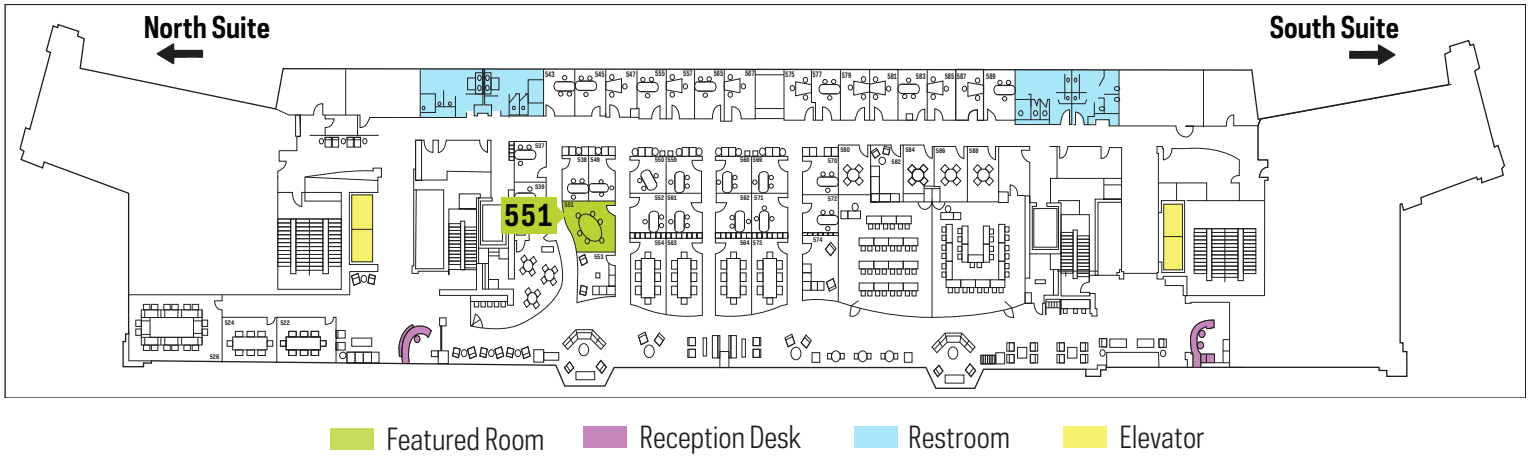 North Suite
South Suite
543 545 547 555 557 565 567 575 577 579 581 583 585 587 589
537 538 549 550 559 560 569 570 580 582 584 586 588
539
551 551 552 561 562 571 572
553 554 563 564 573 574
524 522
526
Featured Room Reception Desk Restroom Elevator